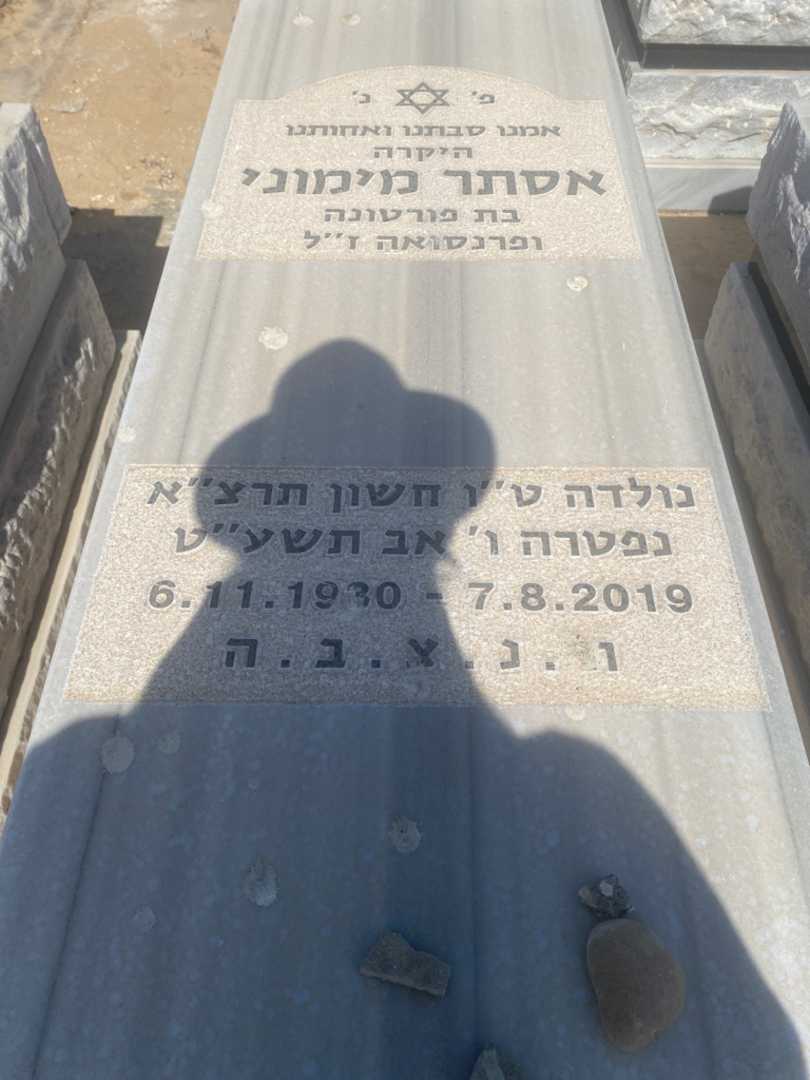 פ' נ'
אמנו סבתנו ואחותנו
היקרה
אסתר מימוני
בת פורטונה
ופרנסואה ז''ל
נולדה ט''ו חשון תרצ''א
נפטרה ו' אב תשע''ט
6.11.1930 - 7.8.2019
ת.נ.צ.ב.ה